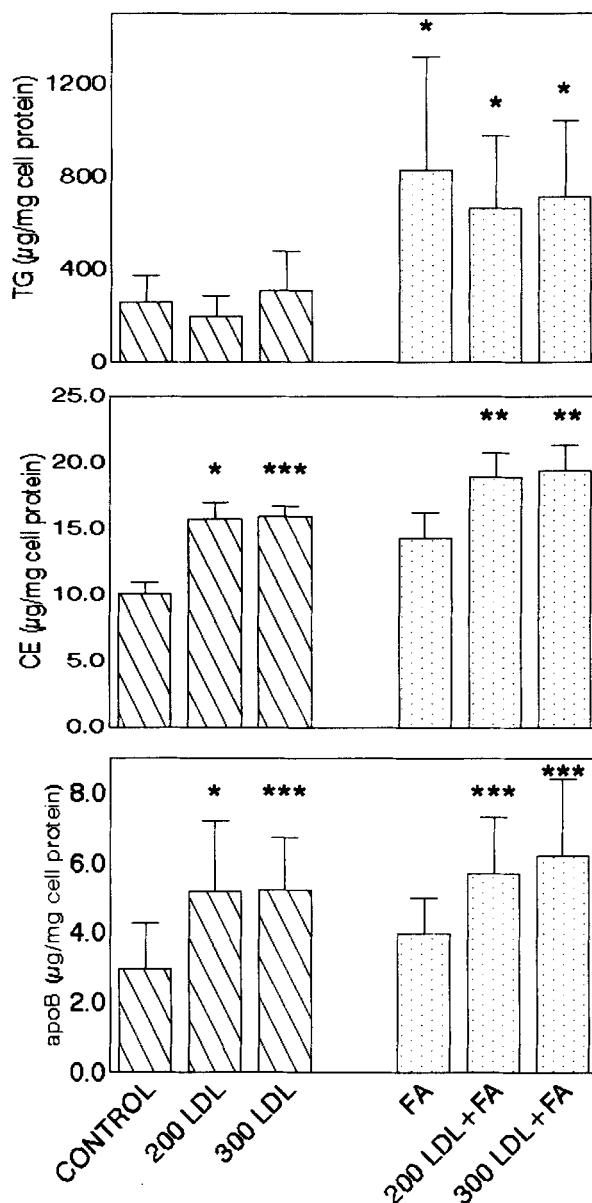 TG (µg/mg cell protein)
1200
800
400
0
*
*
*
CE (µg/mg cell protein)
25.0
20.0
15.0
10.0
5.0
0.0
*
***
**
**
apoB (µg/mg cell protein)
8.0
6.0
4.0
2.0
0.0
*
***
***
***
CONTROL
200 LDL
300 LDL
FA
200 LDL+FA
300 LDL+FA